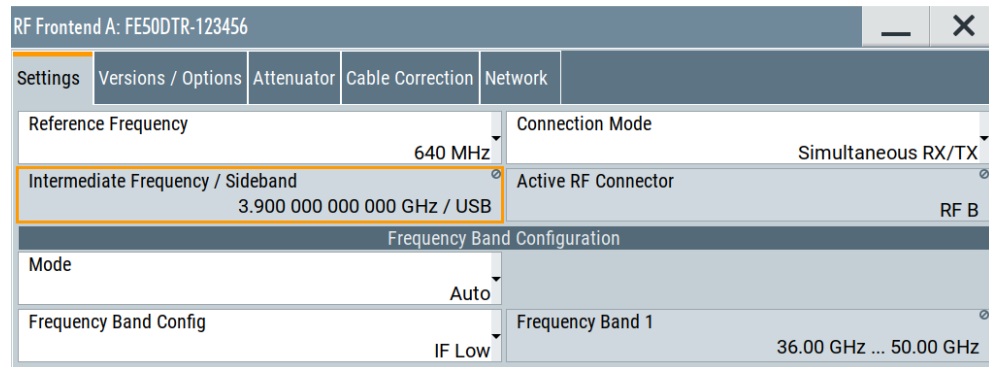 RF Frontend A: FE50DTR-123456
Settings Versions / Options Attenuator Cable Correction Network
Reference Frequency Connection Mode
640 MHz Simultaneous RX/TX
Intermediate Frequency / Sideband Active RF Connector
3.900 000 000 000 GHz / USB RF B
Frequency Band Configuration
Mode
Auto
Frequency Band Config Frequency Band 1
IF Low 36.00 GHz ... 50.00 GHz